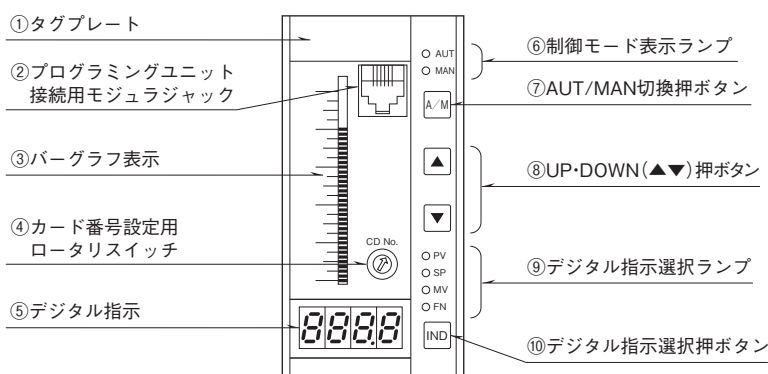 ①タグプレート
②プログラミングユニット
接続用モジュラジャック
③バーグラフ表示
④カード番号設定用
ロータリスイッチ
⑤デジタル指示
CD No.
888.8
AUT
MAN
A/M
▲
▼
PV
SP
MV
FN
IND
⑥制御モード表示ランプ
⑦AUT/MAN切換押ボタン
⑧UP・DOWN(▲▼)押ボタン
⑨デジタル指示選択ランプ
⑩デジタル指示選択押ボタン